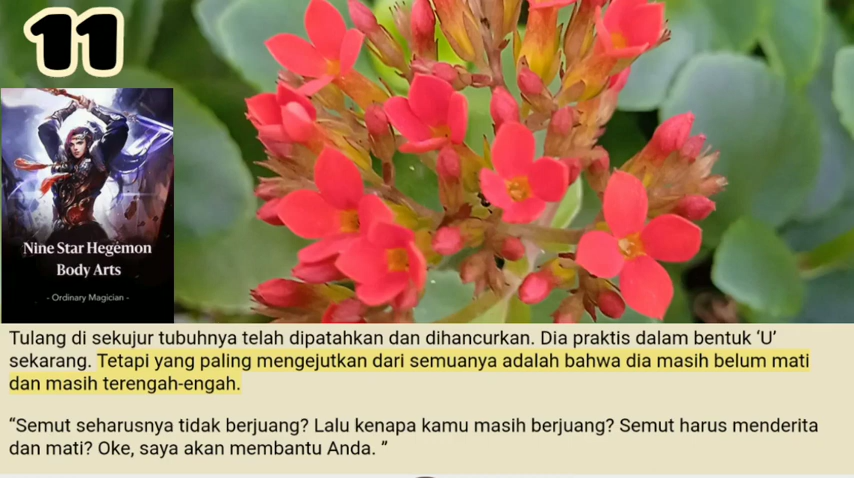 11
Nine Star Hegemon
Body Arts
- Ordinary Magician -
Tulang di sekujur tubuhnya telah dipatahkan dan dihancurkan. Dia praktis dalam bentuk ‘U’
sekarang. Tetapi yang paling mengejutkan dari semuanya adalah bahwa dia masih belum mati
dan masih terengah-engah.
“Semut seharusnya tidak berjuang? Lalu kenapa kamu masih berjuang? Semut harus menderita
dan mati? Oke, saya akan membantu Anda. ”